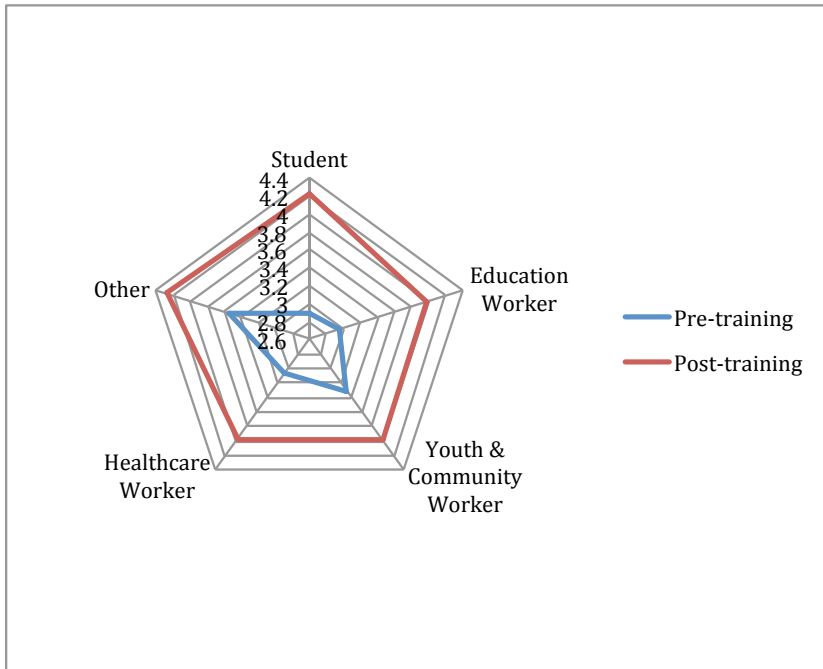 Student
4.4
4.2
4
3.8
3.6
3.4
3.2
3
2.8
2.6
Education
Worker
Youth &
Community
Worker
Healthcare
Worker
Other
Pre-training
Post-training